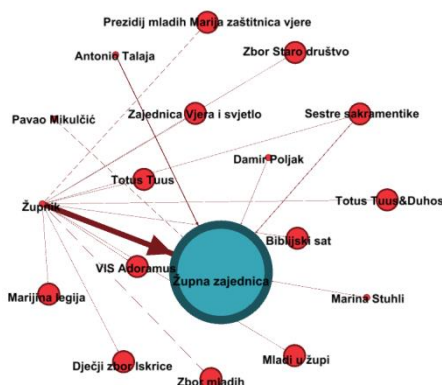 Prezidij mladih Marija zaštitnica vjere
Antonio Talaja
Zbor Staro društvo
Pavao Mikulčić
Zajednica Vjera i svjetlo
Sestre sakramentike
Damir Poljak
Totus Tuus
Župnik
Totus Tuus&Duhos
Biblijski sat
VIS Adoramus
Župna zajednica
Marijina legija
Marina Stuhli
Dječji zbor Iskrice
Mladi u župi
Zbor mladih